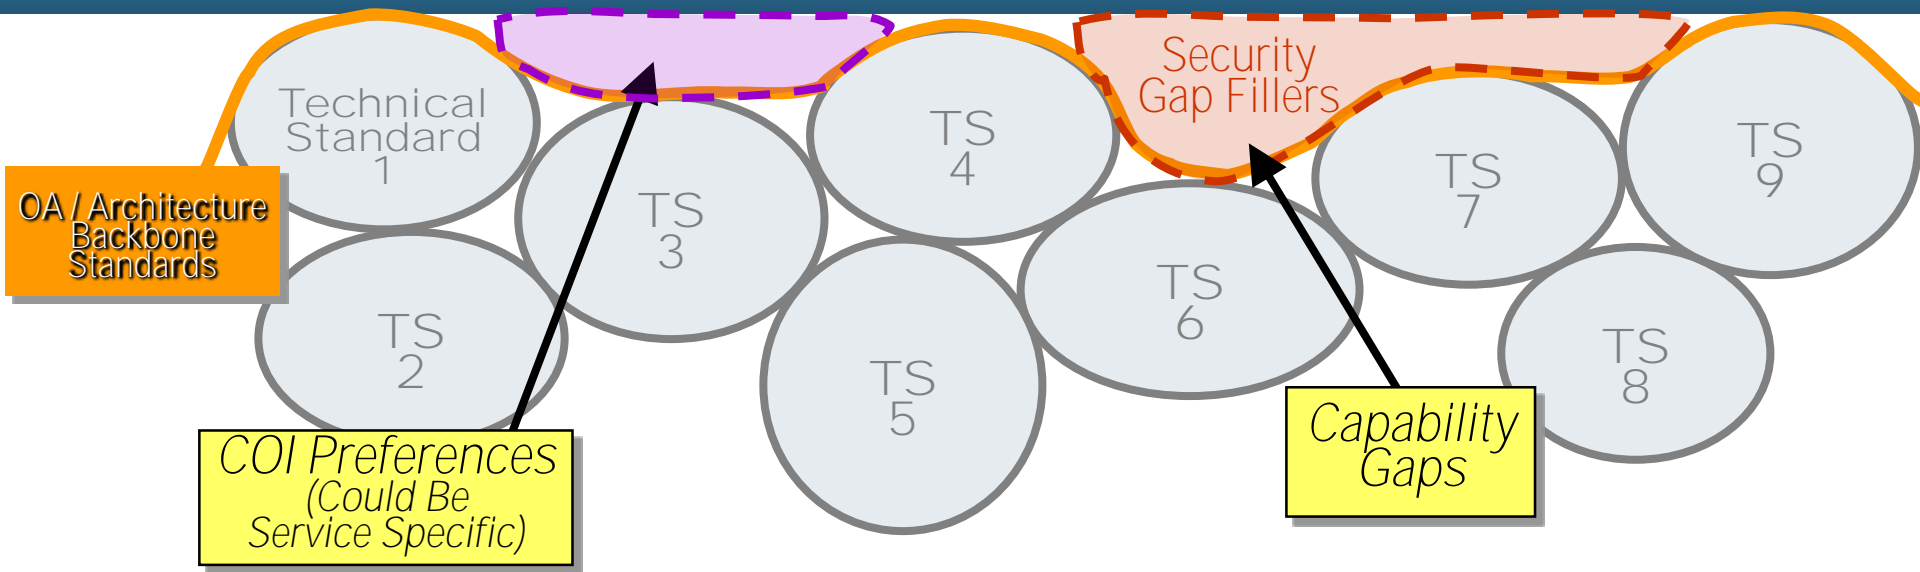 Technical
Standard
1
Security
Gap Fillers
TS
4
TS
9
TS
7
OA / Architecture
Backbone
Standards
TS
3
TS
6
TS
2
TS
8
TS
5
COI Preferences
(Could Be
Service Specific)
Capability
Gaps